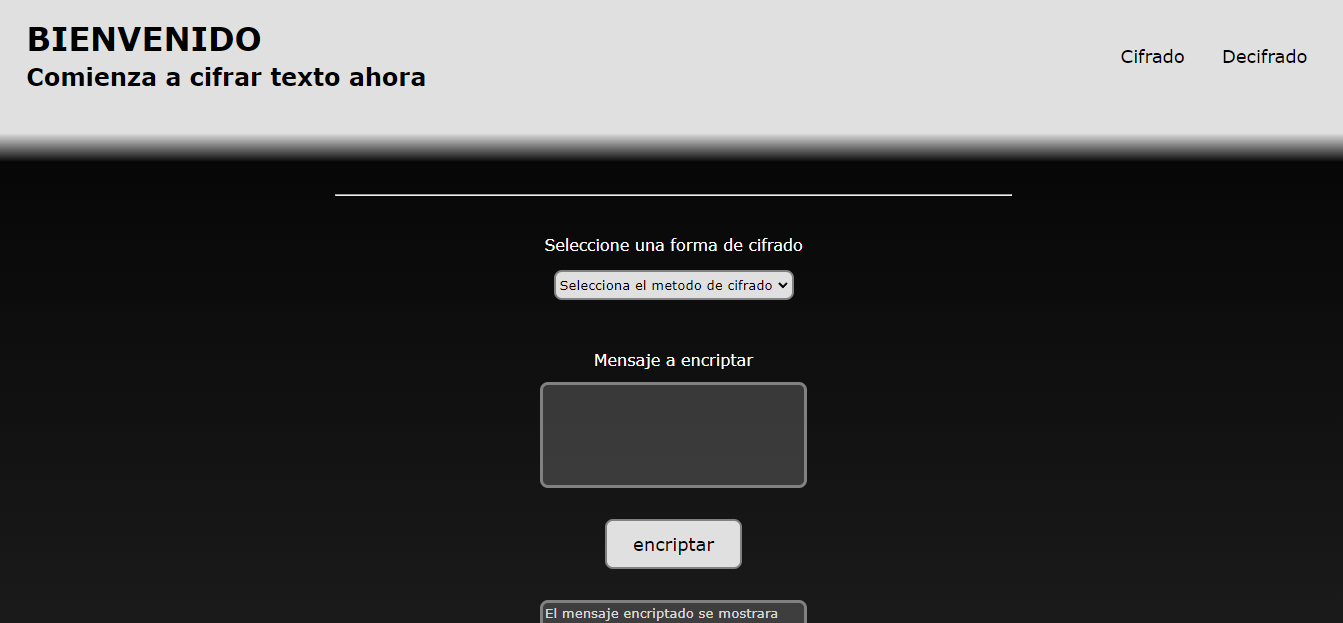 BIENVENIDO
Comienza a cifrar texto ahora
Cifrado
Decifrado
Seleccione una forma de cifrado
Selecciona el metodo de cifrado
Mensaje a encriptar
encriptar
El mensaje encriptado se mostrara